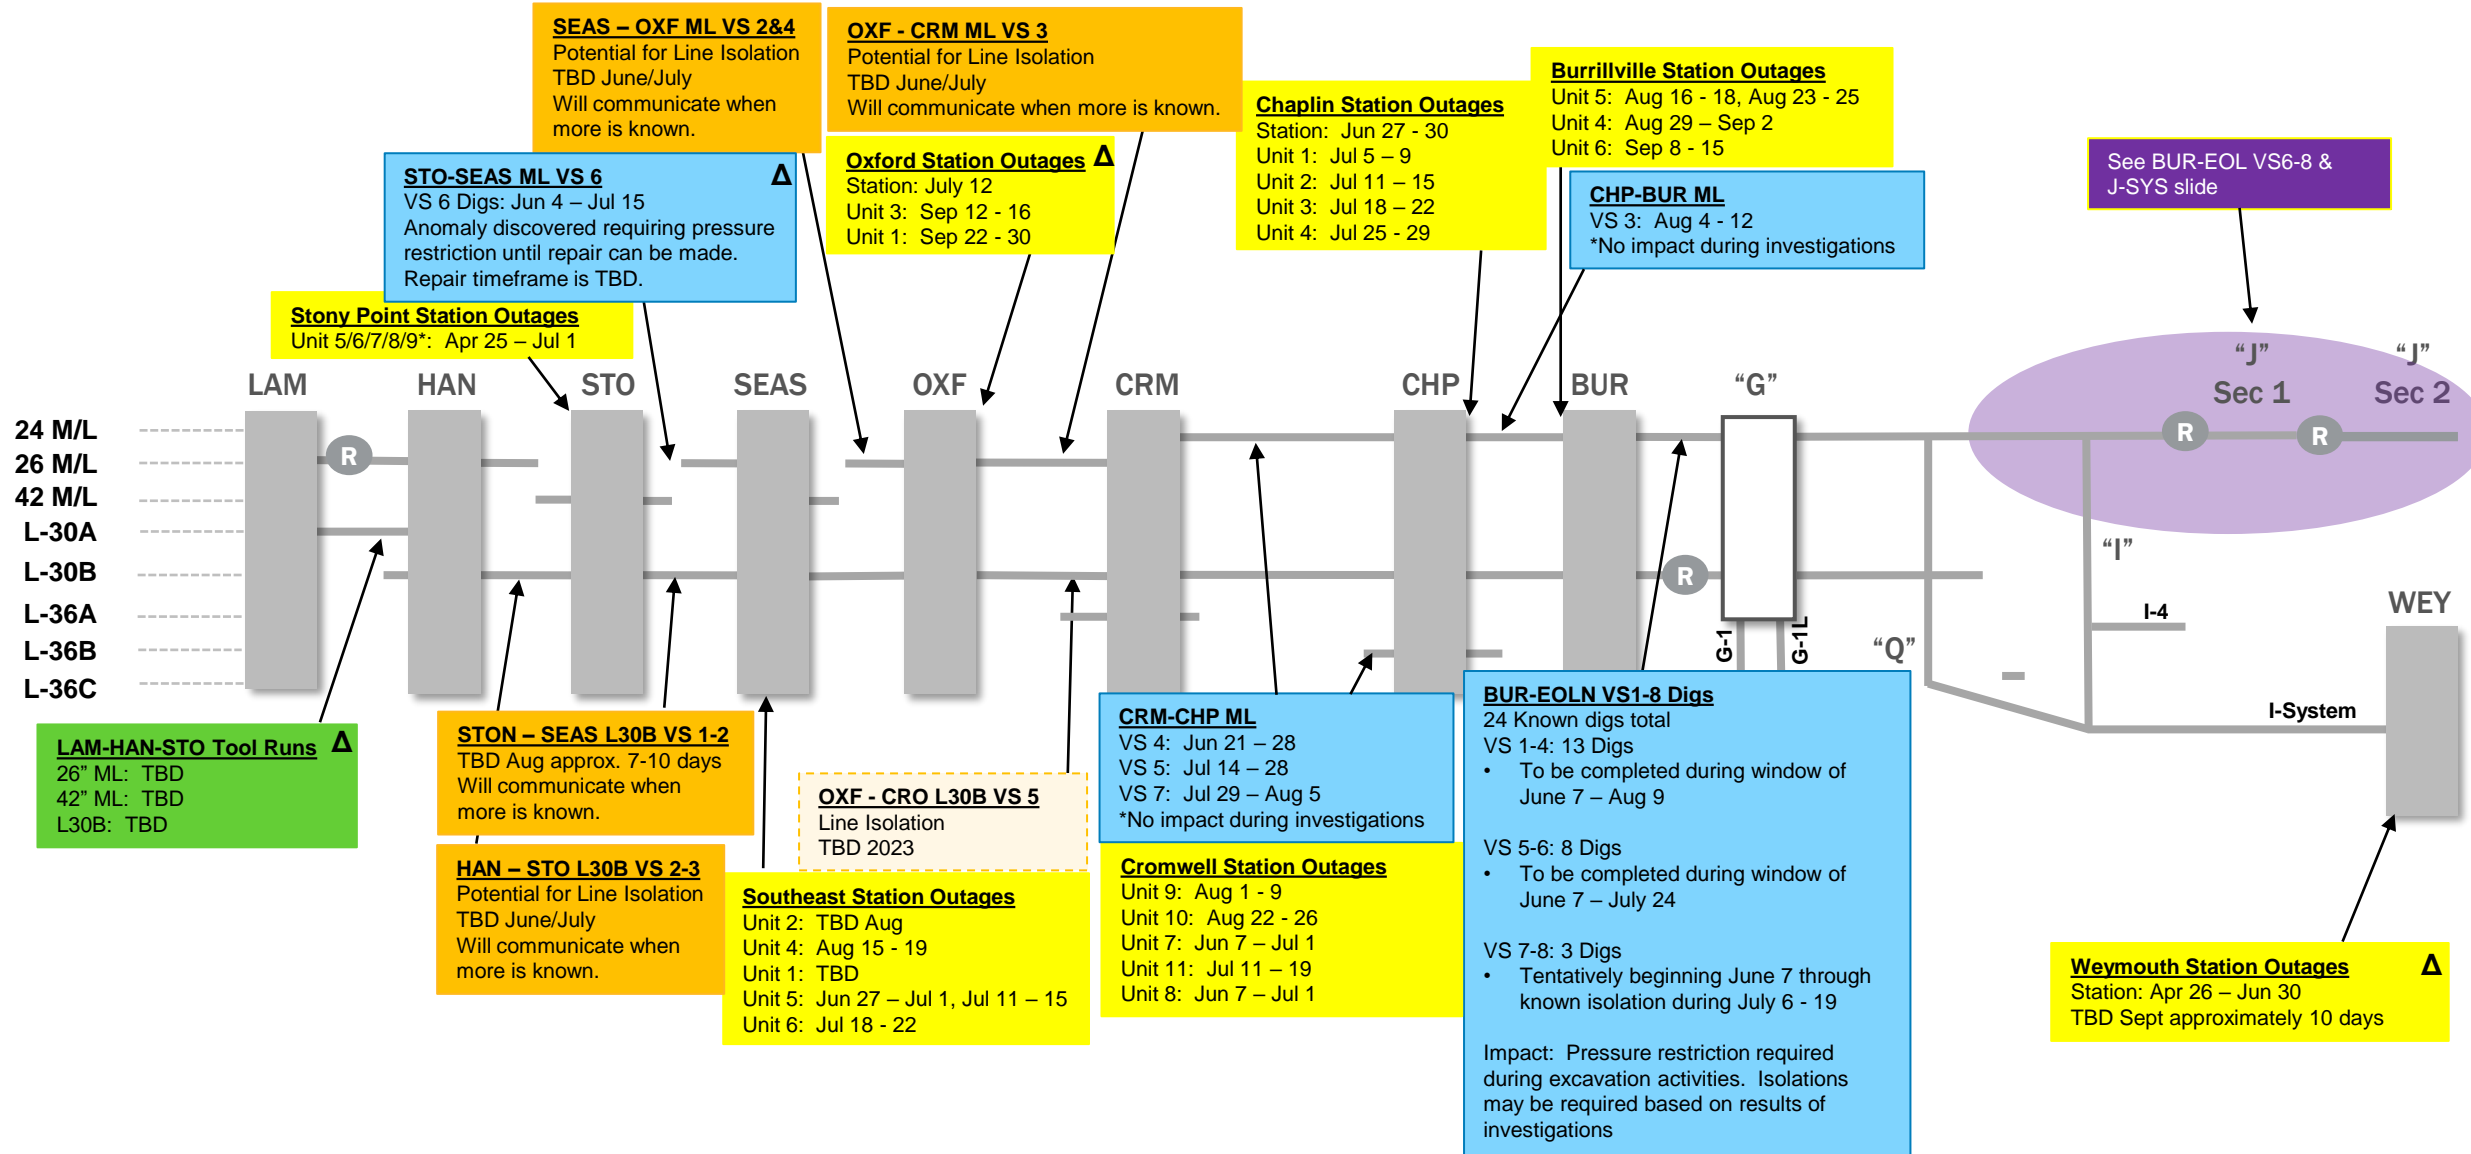 SEAS – OXF ML VS 2&4
Potential for Line Isolation
TBD June/July
Will communicate when
more is known.
OXF - CRM ML VS 3
Potential for Line Isolation
TBD June/July
Will communicate when more is known.
Burrillville Station Outages
Unit 5: Aug 16 - 18, Aug 23 - 25
Unit 4: Aug 29 – Sep 2
Unit 6: Sep 8 - 15
Chaplin Station Outages
Station: Jun 27 - 30
Unit 1: Jul 5 – 9
Unit 2: Jul 11 – 15
Unit 3: Jul 18 – 22
Unit 4: Jul 25 - 29
Oxford Station Outages Δ
Station: July 12
Unit 3: Sep 12 - 16
Unit 1: Sep 22 - 30
STO-SEAS ML VS 6 Δ
VS 6 Digs: Jun 4 – Jul 15
Anomaly discovered requiring pressure
restriction until repair can be made.
Repair timeframe is TBD.
CHP-BUR ML
VS 3: Aug 4 - 12
*No impact during investigations
See BUR-EOL VS6-8 &
J-SYS slide
Stony Point Station Outages
Unit 5/6/7/8/9*: Apr 25 – Jul 1
LAM HAN STO SEAS OXF CRM CHP BUR "G"
“J” “J”
Sec 1 Sec 2
24 M/L
26 M/L
42 M/L
L-30A
L-30B
L-36A
L-36B
L-36C
R
R
R
R
“I”
I-4
WEY
“Q”
G-1
G-1L
I-System
LAM-HAN-STO Tool Runs Δ
26” ML: TBD
42” ML: TBD
L30B: TBD
STON – SEAS L30B VS 1-2
TBD Aug approx. 7-10 days
Will communicate when
more is known.
HAN – STO L30B VS 2-3
Potential for Line Isolation
TBD June/July
Will communicate when
more is known.
OXF - CRO L30B VS 5
Line Isolation
TBD 2023
Southeast Station Outages
Unit 2: TBD Aug
Unit 4: Aug 15 - 19
Unit 1: TBD
Unit 5: Jun 27 – Jul 1, Jul 11 – 15
Unit 6: Jul 18 - 22
CRM-CHP ML
VS 4: Jun 21 – 28
VS 5: Jul 14 – 28
VS 7: Jul 29 – Aug 5
*No impact during investigations
Cromwell Station Outages
Unit 9: Aug 1 - 9
Unit 10: Aug 22 - 26
Unit 7: Jun 7 – Jul 1
Unit 11: Jul 11 – 19
Unit 8: Jun 7 – Jul 1
BUR-EOLN VS1-8 Digs
24 Known digs total
VS 1-4: 13 Digs
• To be completed during window of
June 7 – Aug 9
VS 5-6: 8 Digs
• To be completed during window of
June 7 – July 24
VS 7-8: 3 Digs
• Tentatively beginning June 7 through
known isolation during July 6 - 19
Impact: Pressure restriction required
during excavation activities. Isolations
may be required based on results of
investigations
Weymouth Station Outages Δ
Station: Apr 26 – Jun 30
TBD Sept approximately 10 days